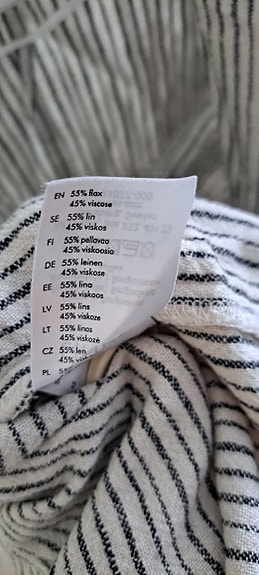 EN 55% flax
45% viscose
SE 55% lin
45% viskos
FI 55% pellavaa
45% viskoosia
DE 55% leinen
45% viskose
EE 55% lina
45% viskoos
LV 55% lins
45% viskoze
LT 55% linos
45% viskozė
CZ 55% len
45%
PL 55%